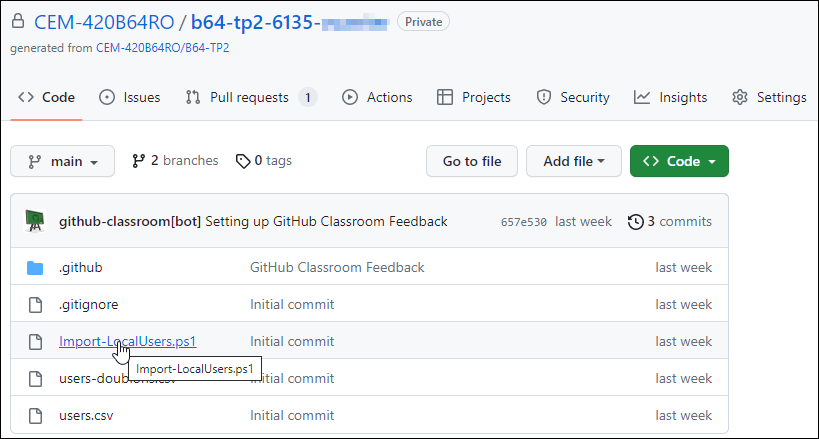 CEM-420B64RO / b64-tp2-6135- Private
generated from CEM-420B64RO/B64-TP2
Code Issues Pull requests 1 Actions Projects Security Insights Settings
main 2 branches 0 tags Go to file Add file Code
github-classroom[bot] Setting up GitHub Classroom Feedback 657e530 last week 3 commits
.github GitHub Classroom Feedback last week
.gitignore Initial commit last week
Import-LocalUsers.ps1 Initial commit last week
Import-LocalUsers.ps1
Initial commit last week
users.csv Initial commit last week